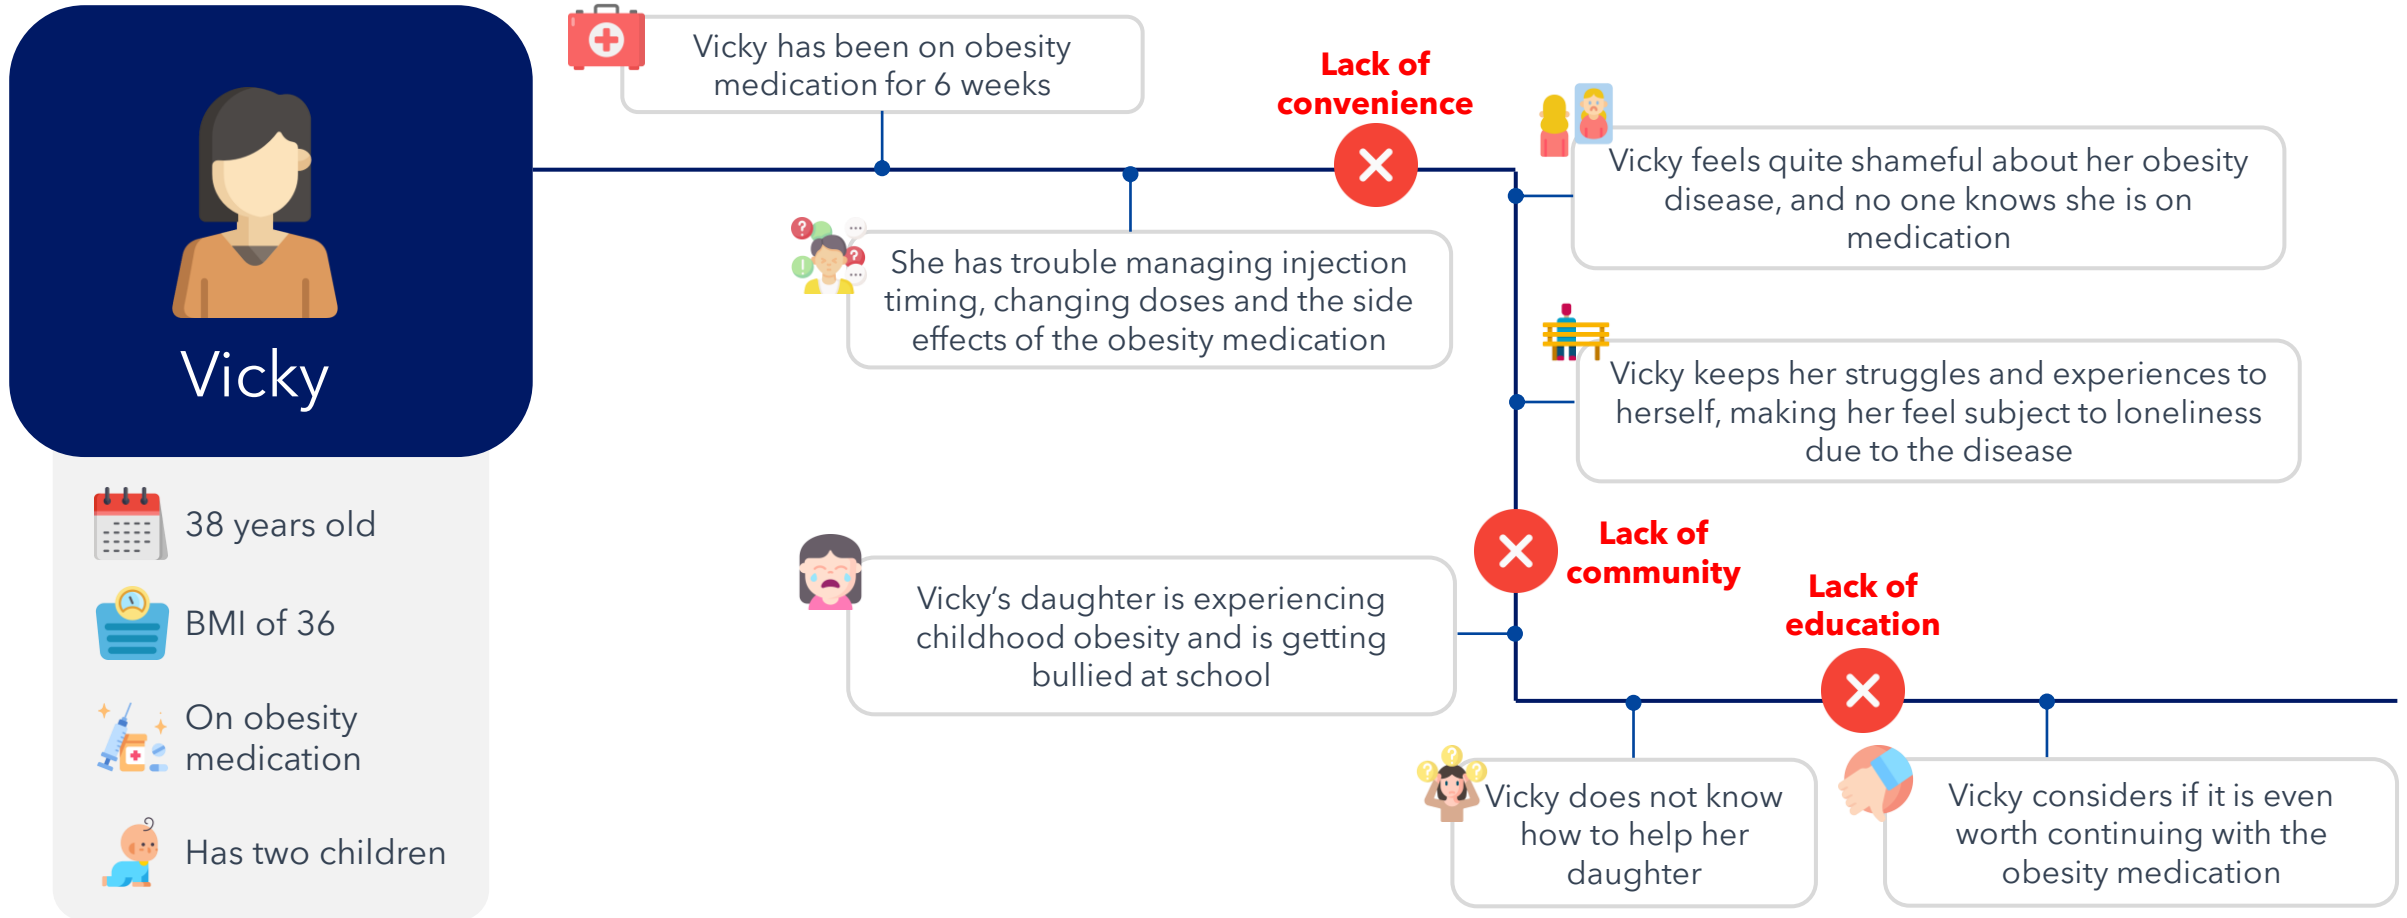 Vicky
38 years old
BMI of 36
On obesity
medication
Has two children
Vicky has been on obesity
medication for 6 weeks
She has trouble managing injection
timing, changing doses and the side
effects of the obesity medication
Lack of
convenience
Vicky feels quite shameful about her obesity
disease, and no one knows she is on
medication
Vicky keeps her struggles and experiences to
herself, making her feel subject to loneliness
due to the disease
Lack of
community
Vicky’s daughter is experiencing
childhood obesity and is getting
bullied at school
Vicky does not know
how to help her
daughter
Lack of
education
Vicky considers if it is even
worth continuing with the
obesity medication